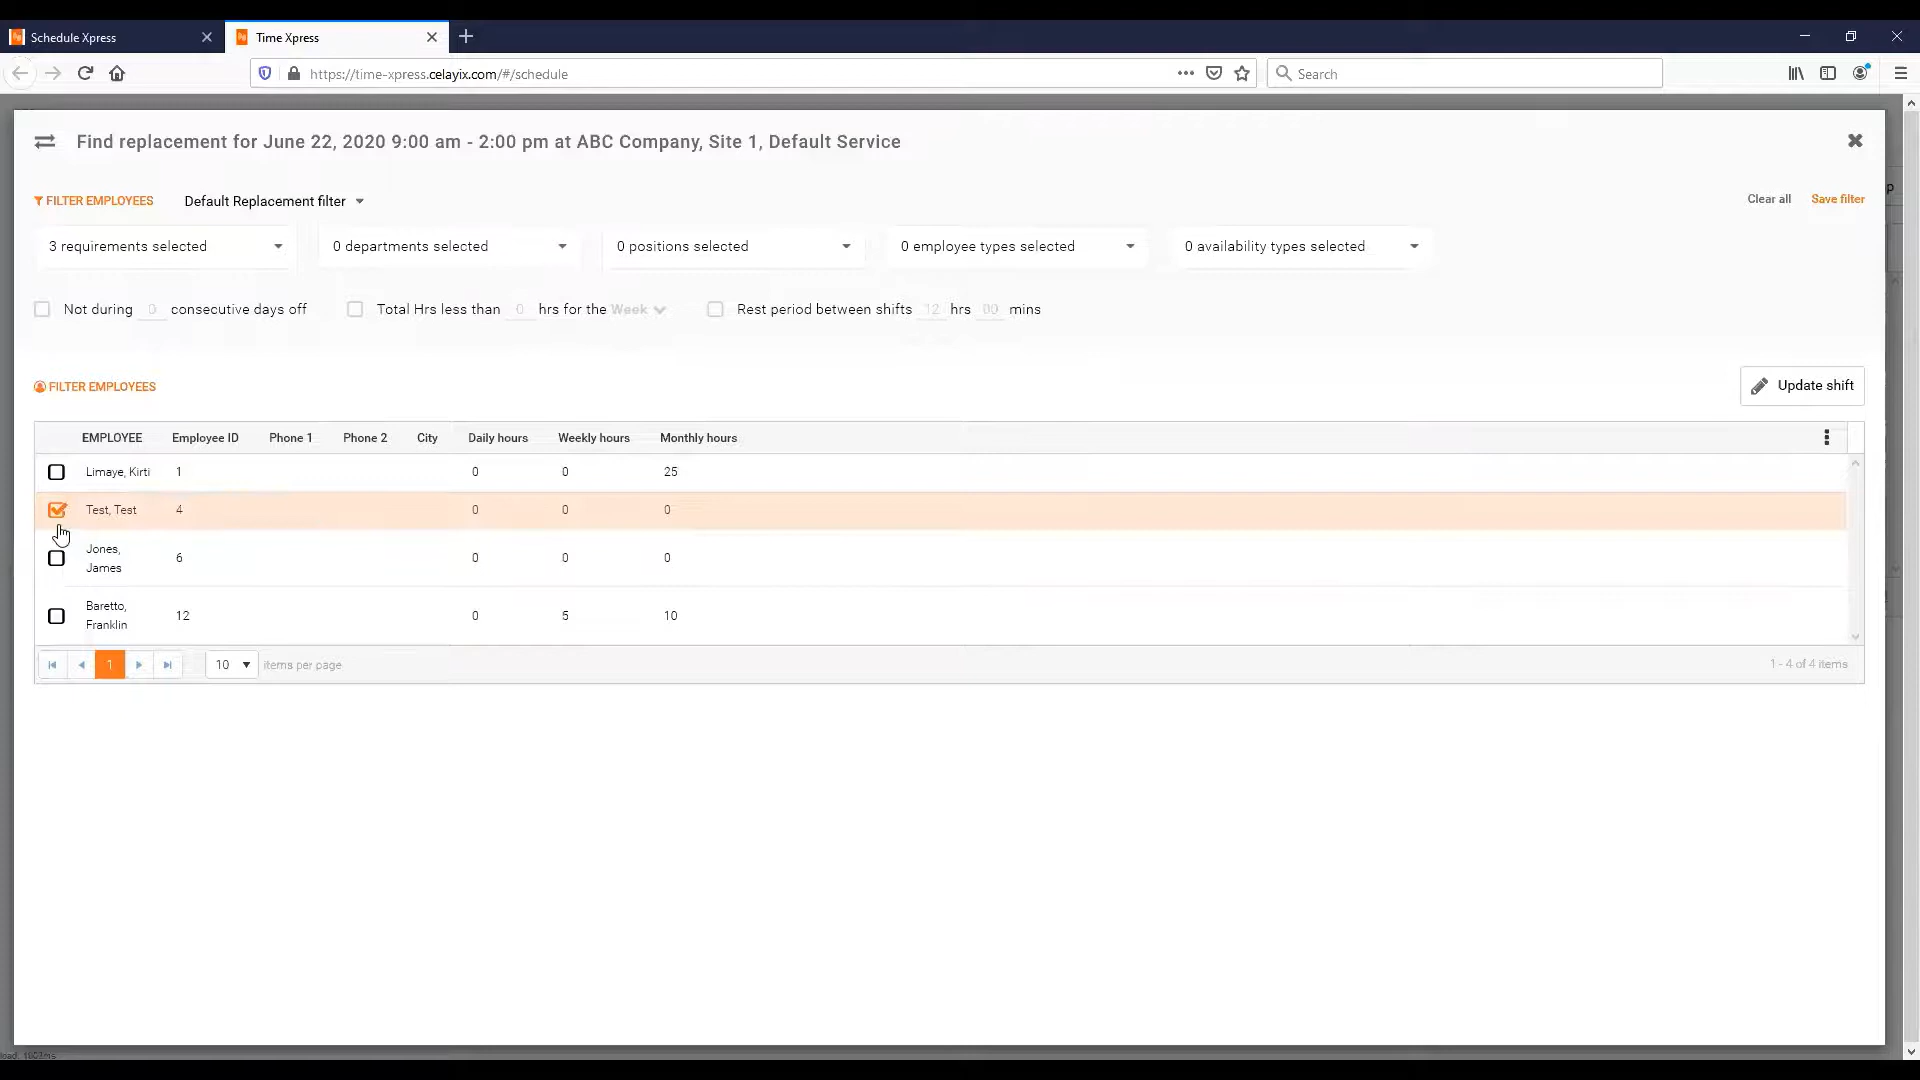 Schedule Xpress
Time Xpress
https://time-xpress.celayix.com/#/schedule
Search
Find replacement for June 22, 2020 9:00 am - 2:00 pm at ABC Company, Site 1, Default Service
FILTER EMPLOYEES Default Replacement filter Clear all Save filter
3 requirements selected 0 departments selected 0 positions selected 0 employee types selected 0 availability types selected
Not during 0 consecutive days off Total Hrs less than 0 hrs for the Week Rest period between shifts 12 hrs 00 mins
FILTER EMPLOYEES Update shift
EMPLOYEE Employee ID Phone 1 Phone 2 City Daily hours Weekly hours Monthly hours
Limaye, Kirti 1 0 0 25
Test, Test 4 0 0 0
Jones,
James 6 0 0 0
Baretto,
Franklin 12 0 5 10
1 10 items per page 1 - 4 of 4 items